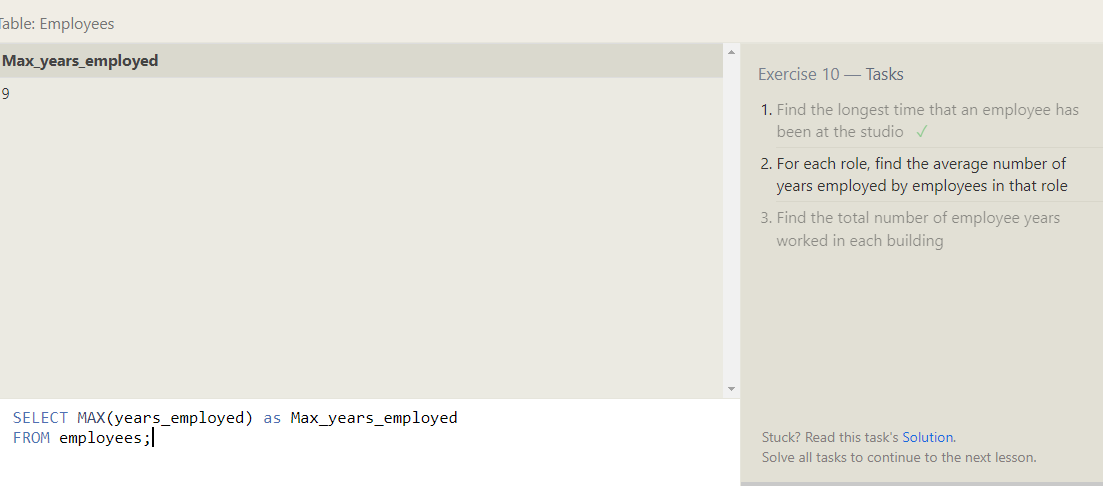 Table: Employees
Max_years_employed
9
SELECT MAX(years_employed) as Max_years_employed
FROM employees;
Exercise 10 — Tasks
1. Find the longest time that an employee has
been at the studio ✓
2. For each role, find the average number of
years employed by employees in that role
3. Find the total number of employee years
worked in each building
Stuck? Read this task's Solution.
Solve all tasks to continue to the next lesson.